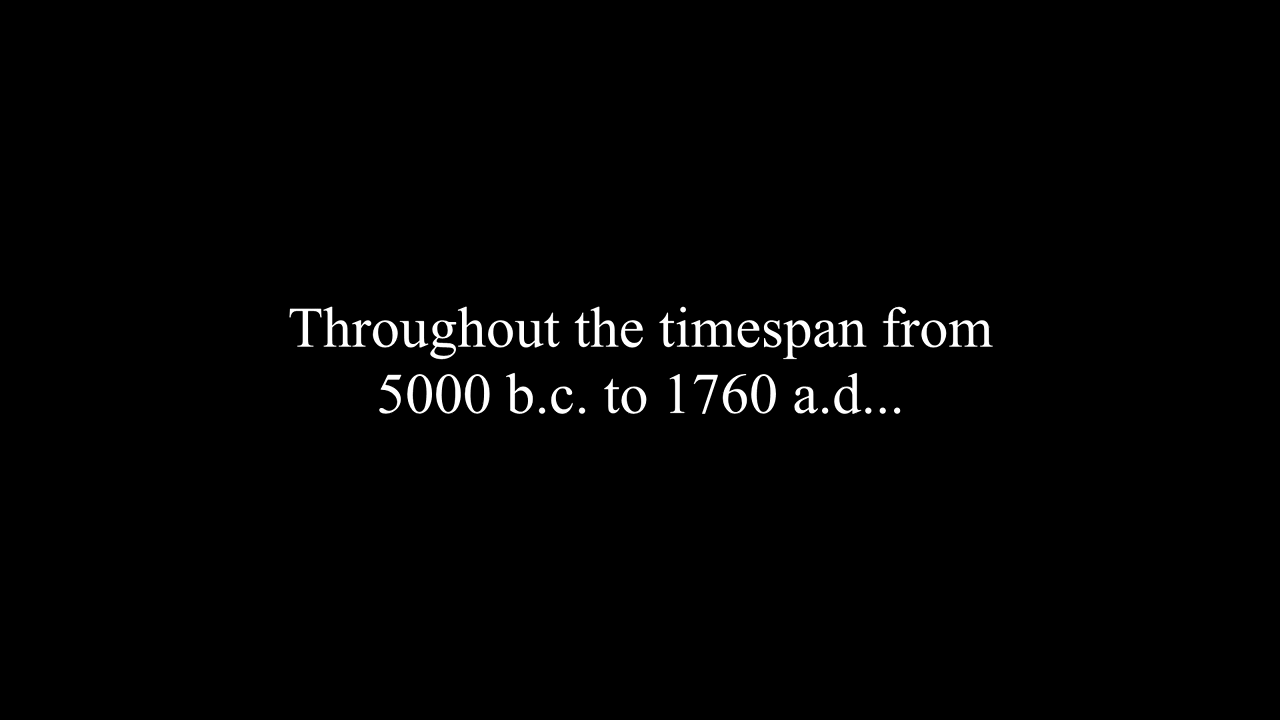 Throughout the timespan from
5000 b.c. to 1760 a.d...